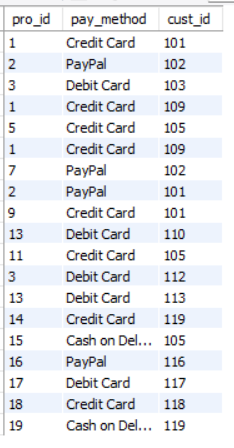 pro_id pay_method cust_id
1 Credit Card 101
2 PayPal 102
3 Debit Card 103
1 Credit Card 109
5 Credit Card 105
1 Credit Card 109
7 PayPal 102
2 PayPal 101
9 Credit Card 101
13 Debit Card 110
11 Credit Card 105
3 Debit Card 112
13 Debit Card 113
14 Credit Card 119
15 Cash on Del... 105
16 PayPal 116
17 Debit Card 117
18 Credit Card 118
19 Cash on Del... 119